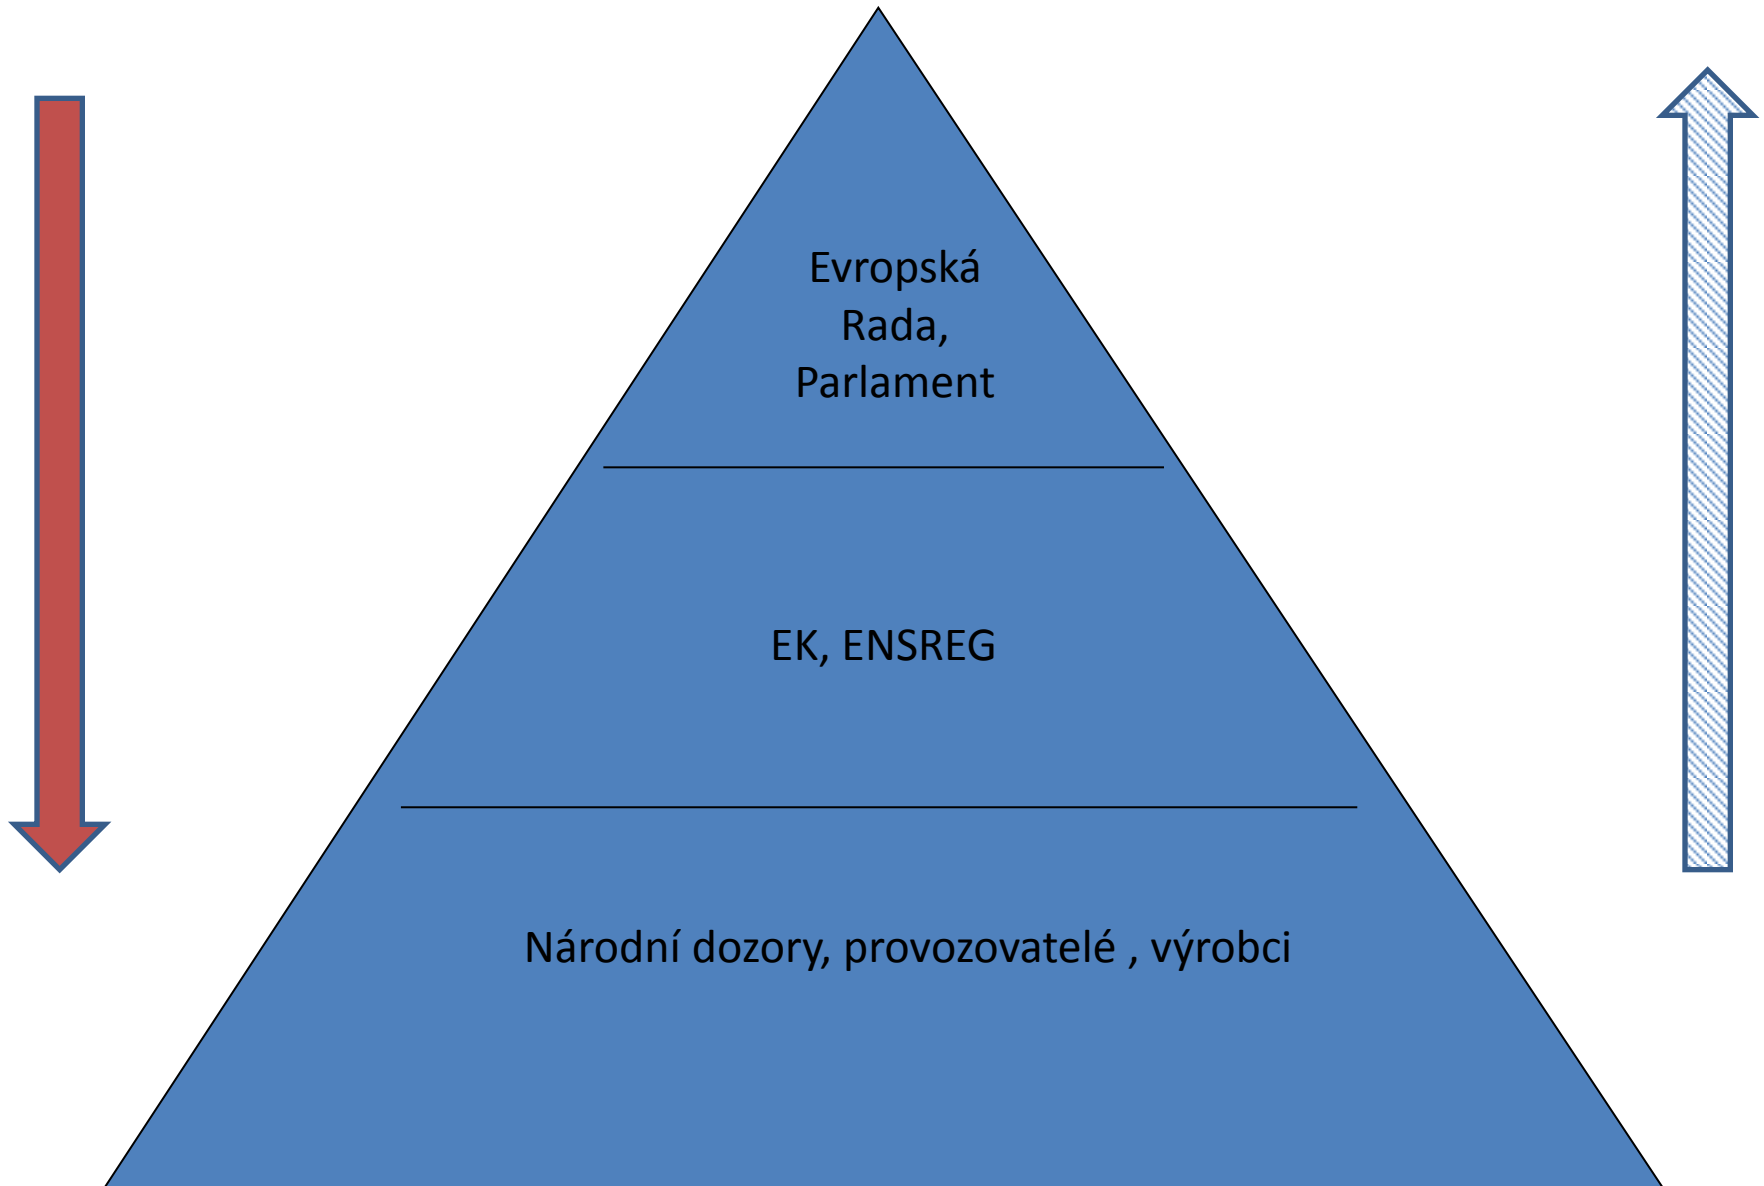 Evropská
Rada,
Parlament
EK, ENSREG
Národní dozory, provozovatelé , výrobci